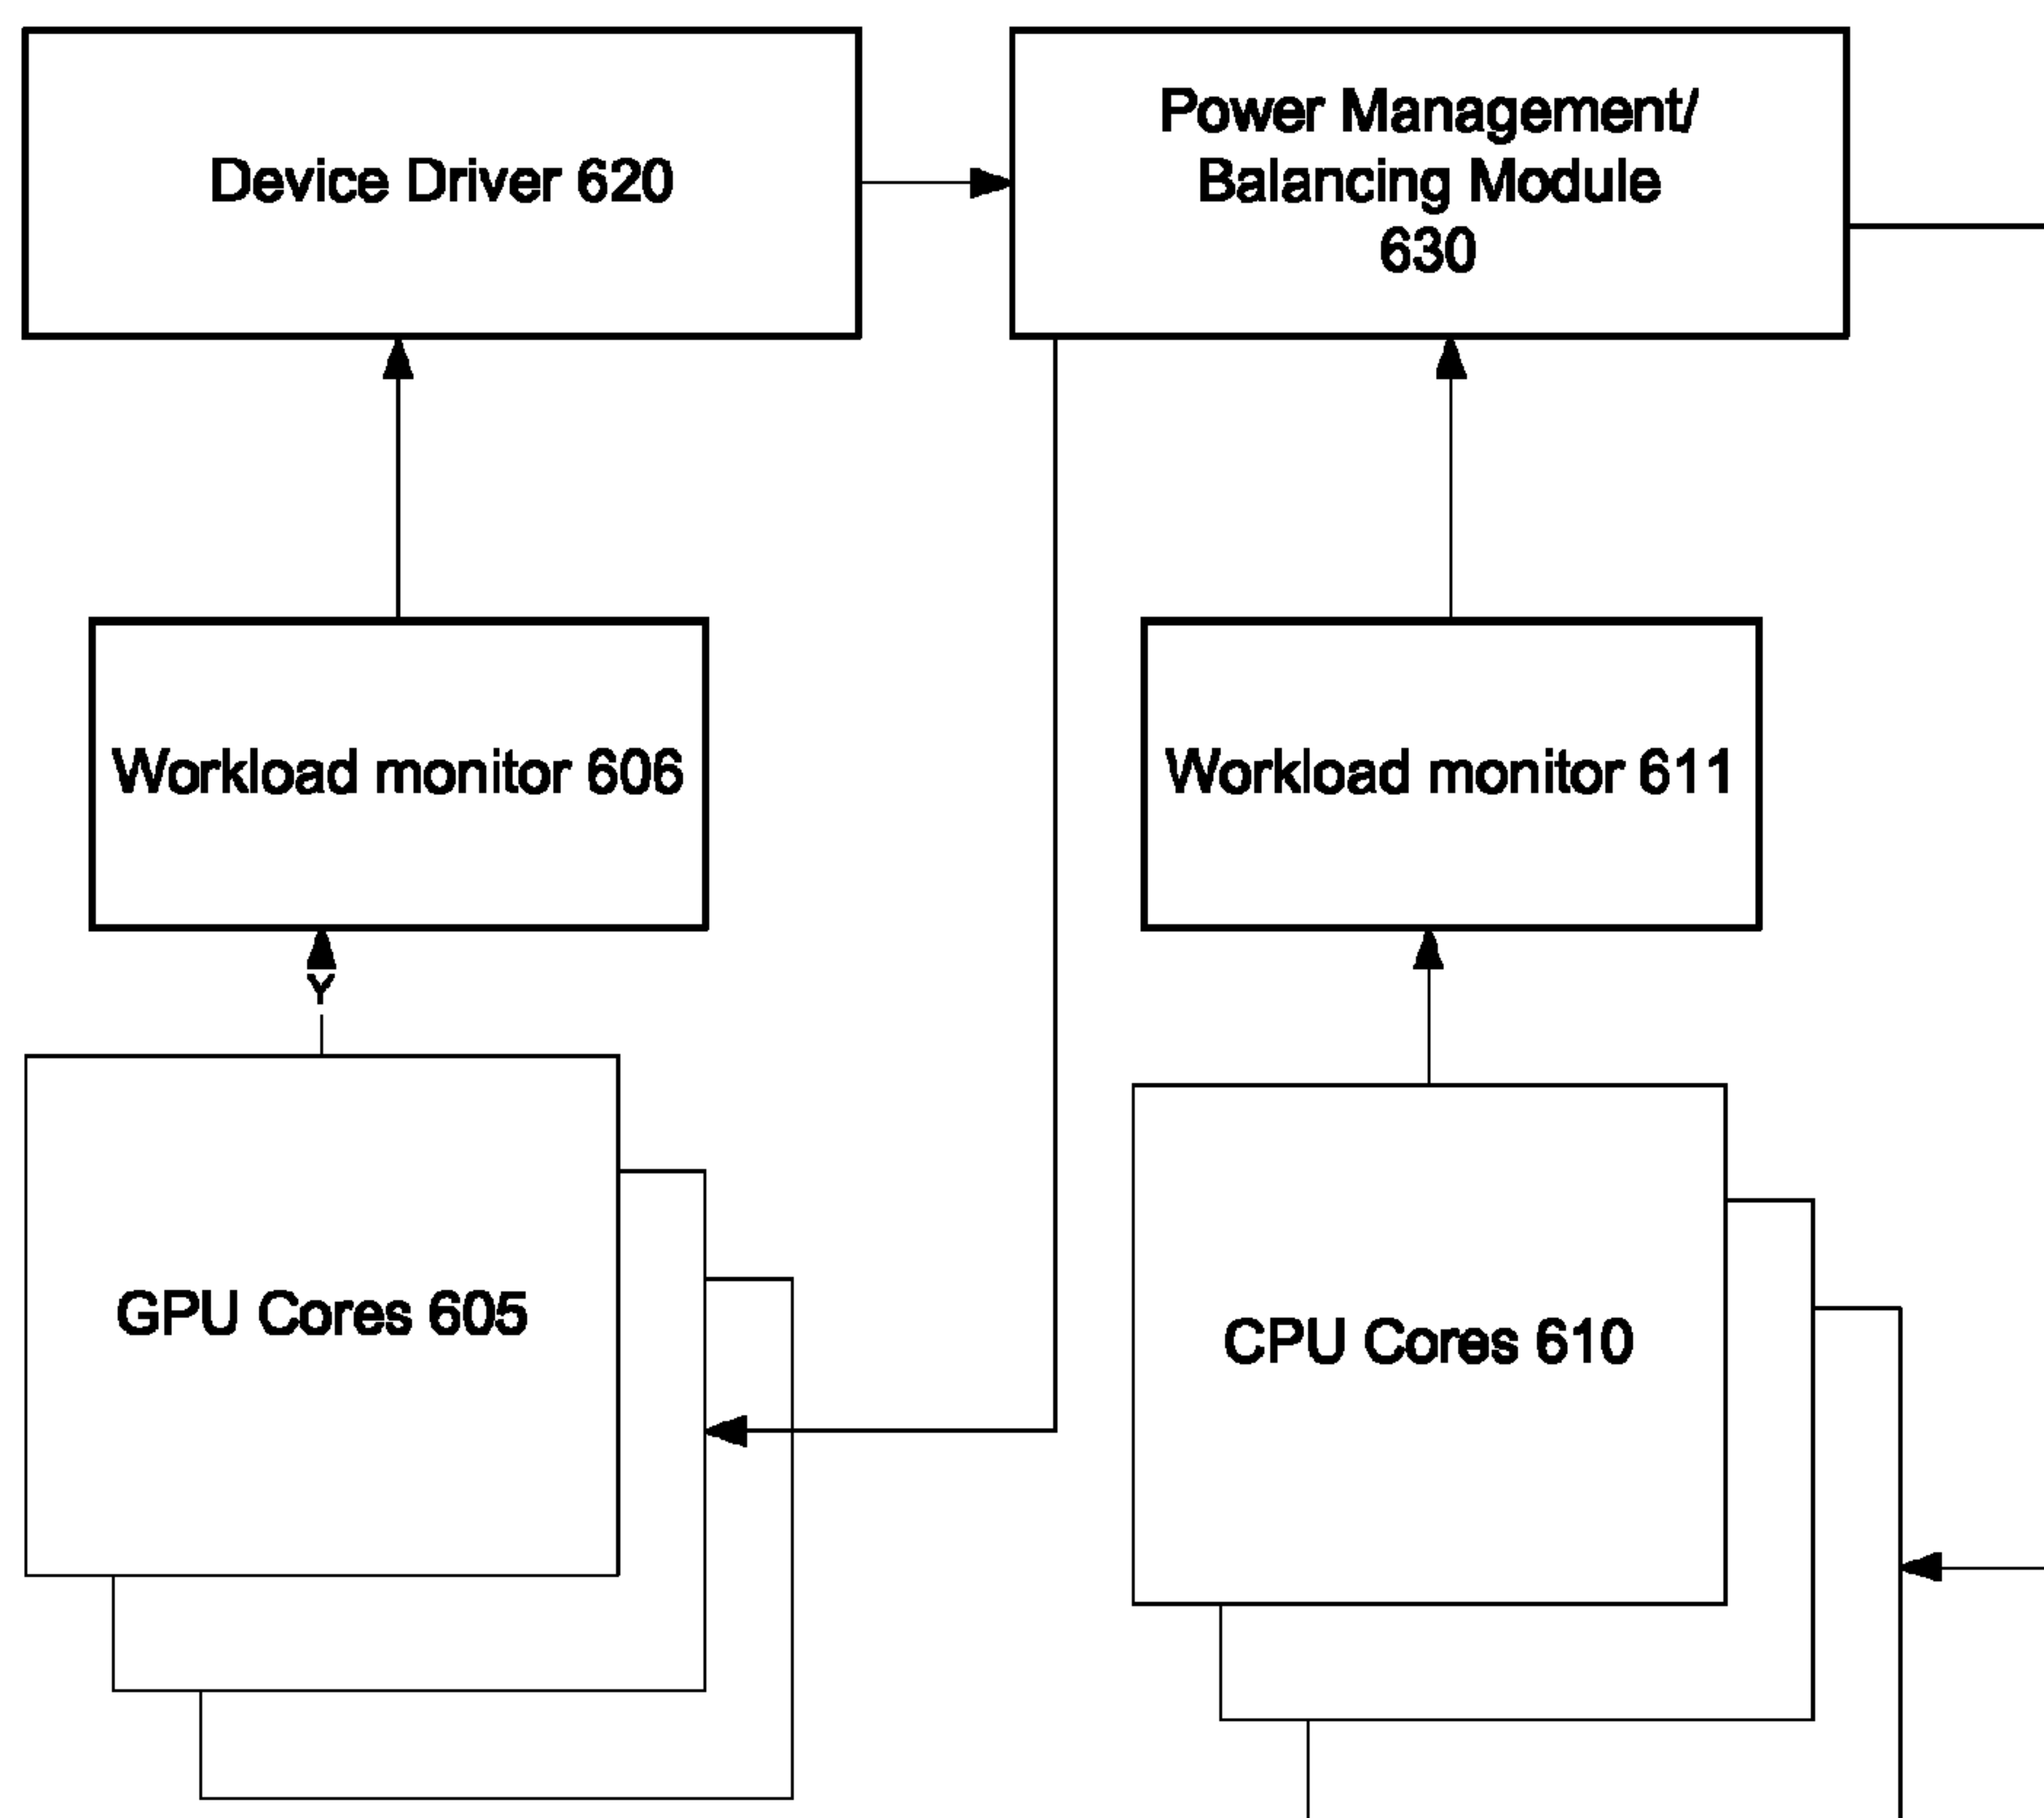 Device Driver 620
Power Management/
Balancing Module
630
Workload monitor 606
Workload monitor 611
Y
GPU Cores 605
CPU Cores 610